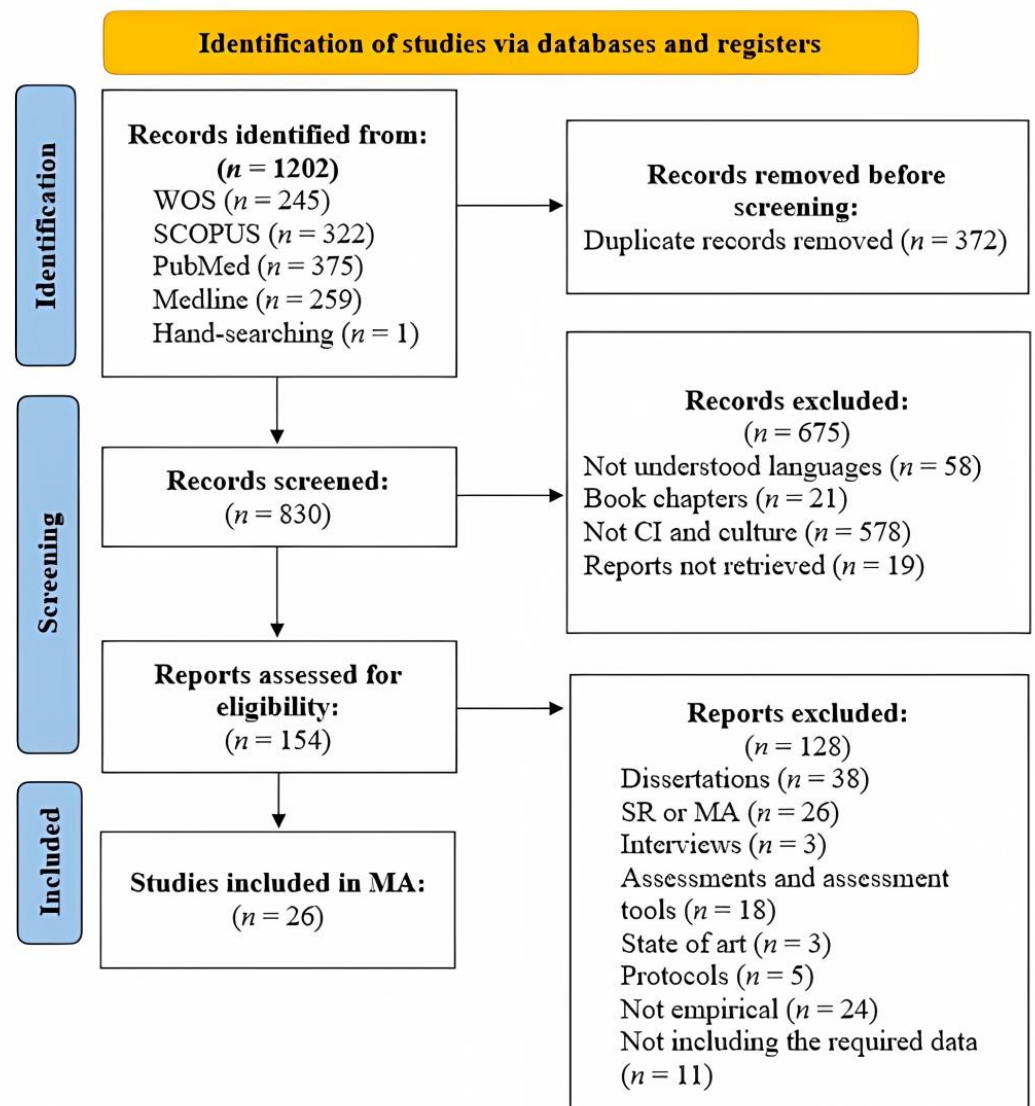 Identification of studies via databases and registers
Identification
Records identified from:
(n = 1202)
WOS (n = 245)
SCOPUS (n = 322)
PubMed (n = 375)
Medline (n = 259)
Hand-searching (n = 1)
Records removed before
screening:
Duplicate records removed (n = 372)
Screening
Records screened:
(n = 830)
Records excluded:
(n = 675)
Not understood languages (n = 58)
Book chapters (n = 21)
Not CI and culture (n = 578)
Reports not retrieved (n = 19)
Reports assessed for
eligibility:
(n = 154)
Reports excluded:
(n = 128)
Dissertations (n = 38)
SR or MA (n = 26)
Interviews (n = 3)
Assessments and assessment
tools (n = 18)
State of art (n = 3)
Protocols (n = 5)
Not empirical (n = 24)
Not including the required data
(n = 11)
Included
Studies included in MA:
(n = 26)